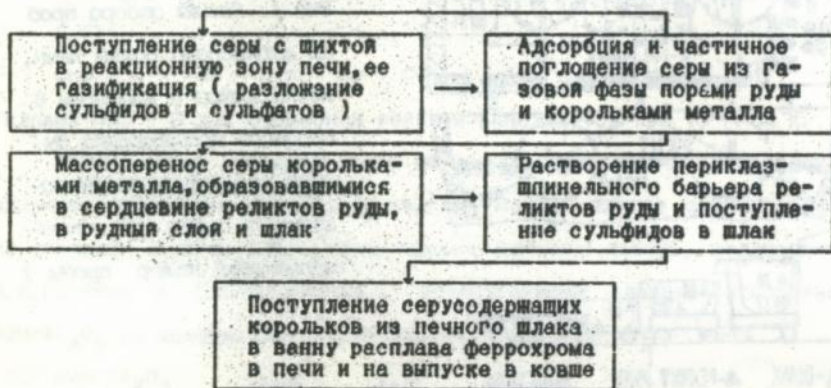 Поступление серы с шихтой
в реакционную зону печи, ее
газификация ( разложение
сульфидов и сульфатов )
Адсорбция и частичное
поглощение серы из га-
зовой фазы порами руды
и корольками металла
Массоперенос серы королька-
ми металла, образовавшимися
в сердцевине реликтов руды,
в рудный слой и шлак
Растворение периклаз-
шпинельного барьера ре-
ликтов руды и поступле-
ние сульфидов в шлак
Поступление серусодержащих
корольков из печного шлака
в ванну расплава феррохрома
в печи и на выпуске в ковше